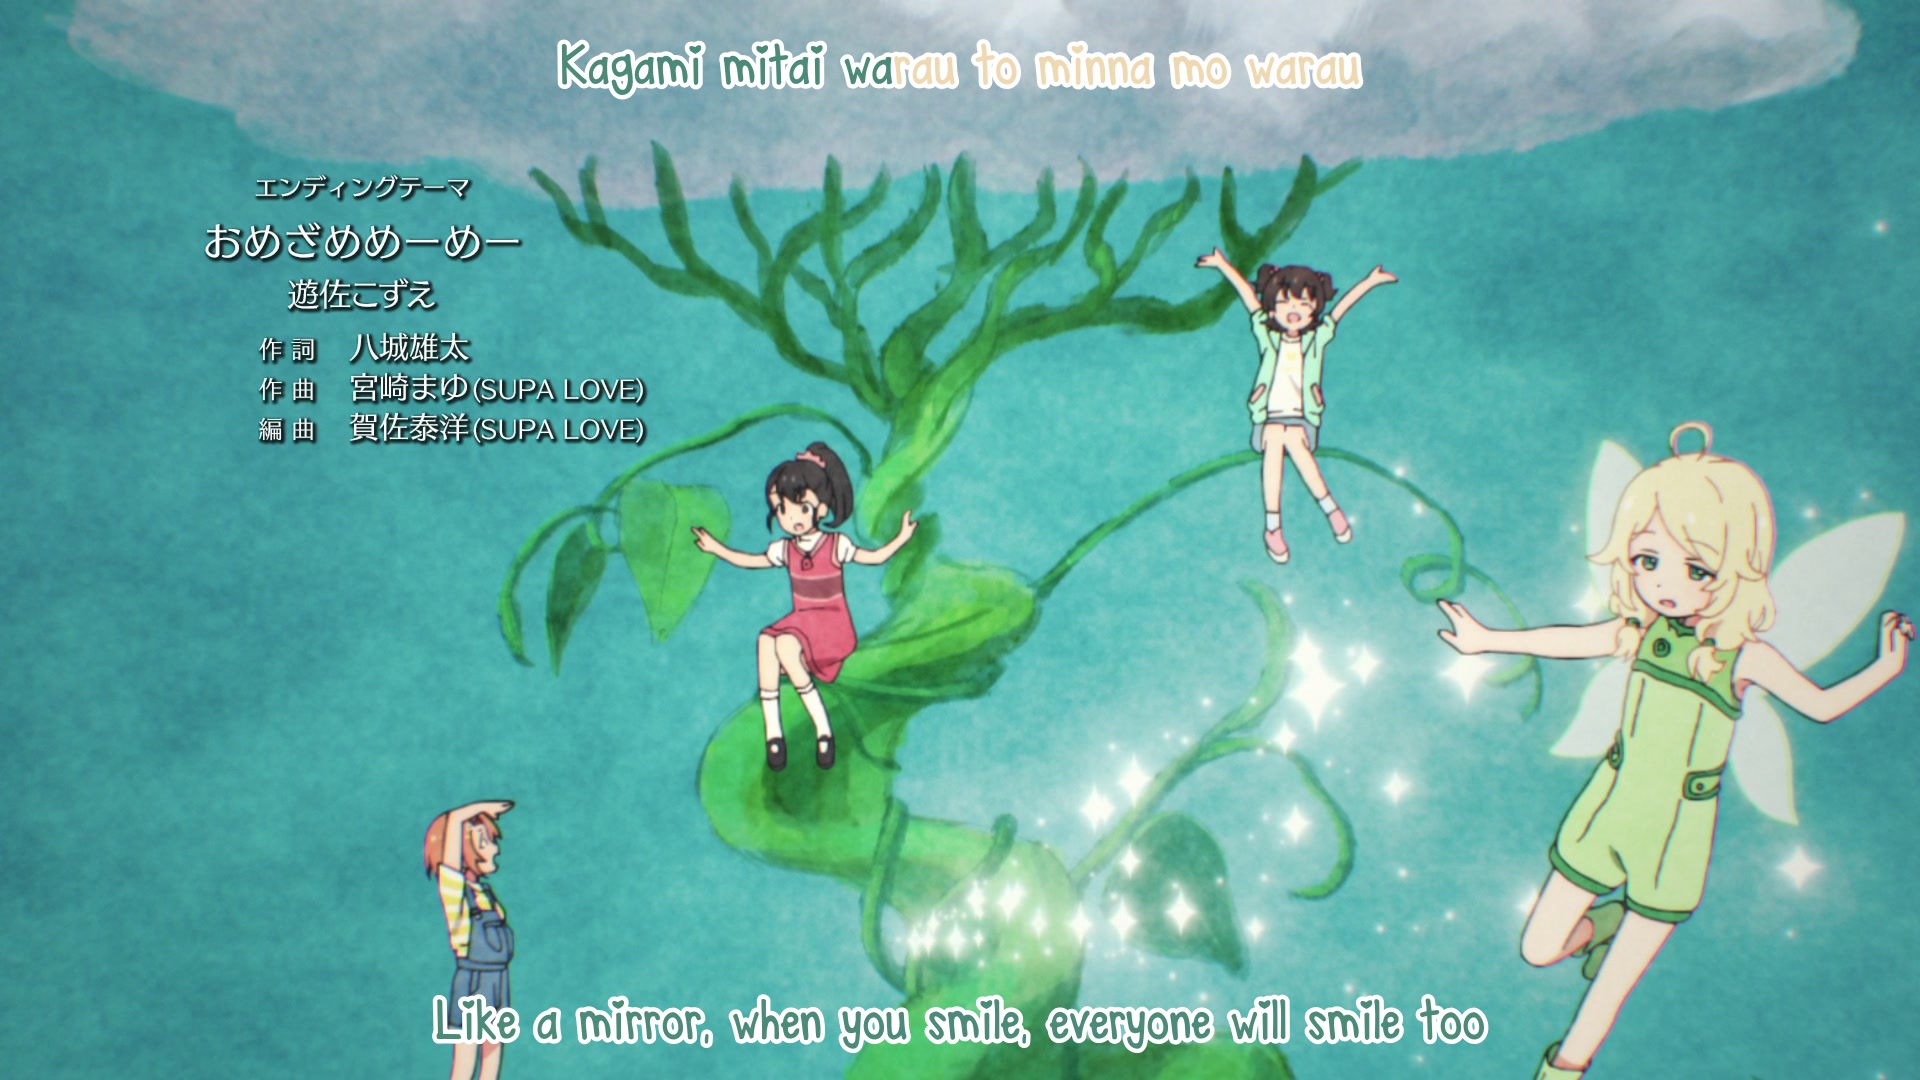 Kagami mitai warau to minna mo warau
エンディングテーマ
おめざめめーめー
遊佐こずえ
作詞 八城雄太
作曲 宮崎まゆ(SUPA LOVE)
編曲 賀佐泰洋(SUPA LOVE)
Like a mirror, when you smile, everyone will smile too